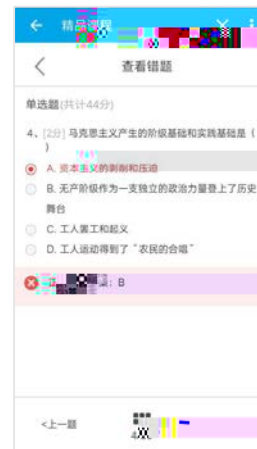 精品课程
查看错题
单选题(共计44分)
4、[2分] 马克思主义产生的阶级基础和实践基础是（
）
A. 资本主义的剥削和压迫
B. 无产阶级作为一支独立的政治力量登上了历史
舞台
C. 工人罢工和起义
D. 工人运动得到了“农民的合唱”
：B
<上一题